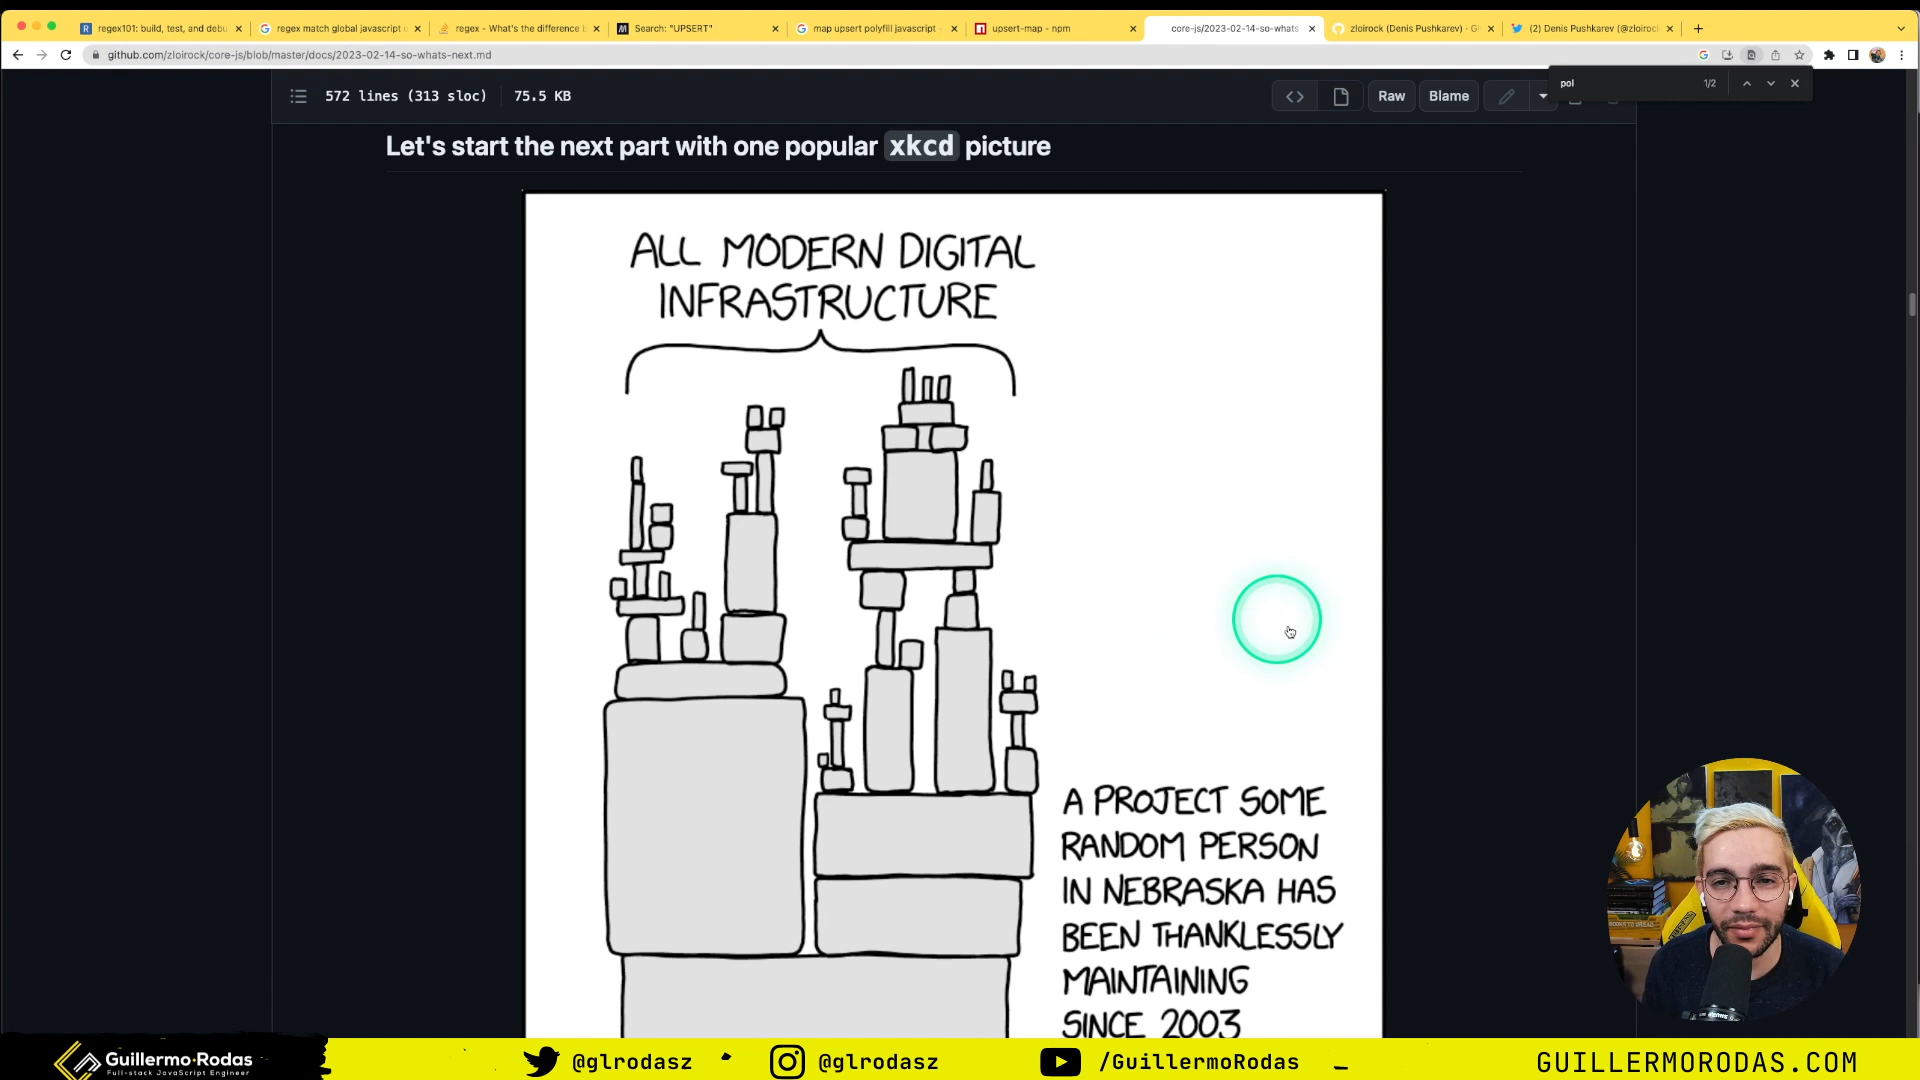 regex101: build, test, and debu
regex match global javascript
regex - What's the difference
Search: "UPSERT"
map upsert polyfill javascript -
upsert-map - npm
core-js/2023-02-14-so-whats
zloirock (Denis Pushkarev) · Gi
(2) Denis Pushkarev (@zloirock
github.com/zloirock/core-js/blob/master/docs/2023-02-14-so-whats-next.md
pol
1/2
572 lines (313 sloc)
75.5 KB
Raw
Blame
Let's start the next part with one popular xkcd picture
ALL MODERN DIGITAL
INFRASTRUCTURE
A PROJECT SOME
RANDOM PERSON
IN NEBRASKA HAS
BEEN THANKLESSLY
MAINTAINING
SINCE 2003
Guillermo·Rodas
Full-stack JavaScript Engineer
@glrodasz
@glrodasz
/GuillermoRodas
GUILLERMORODAS.COM